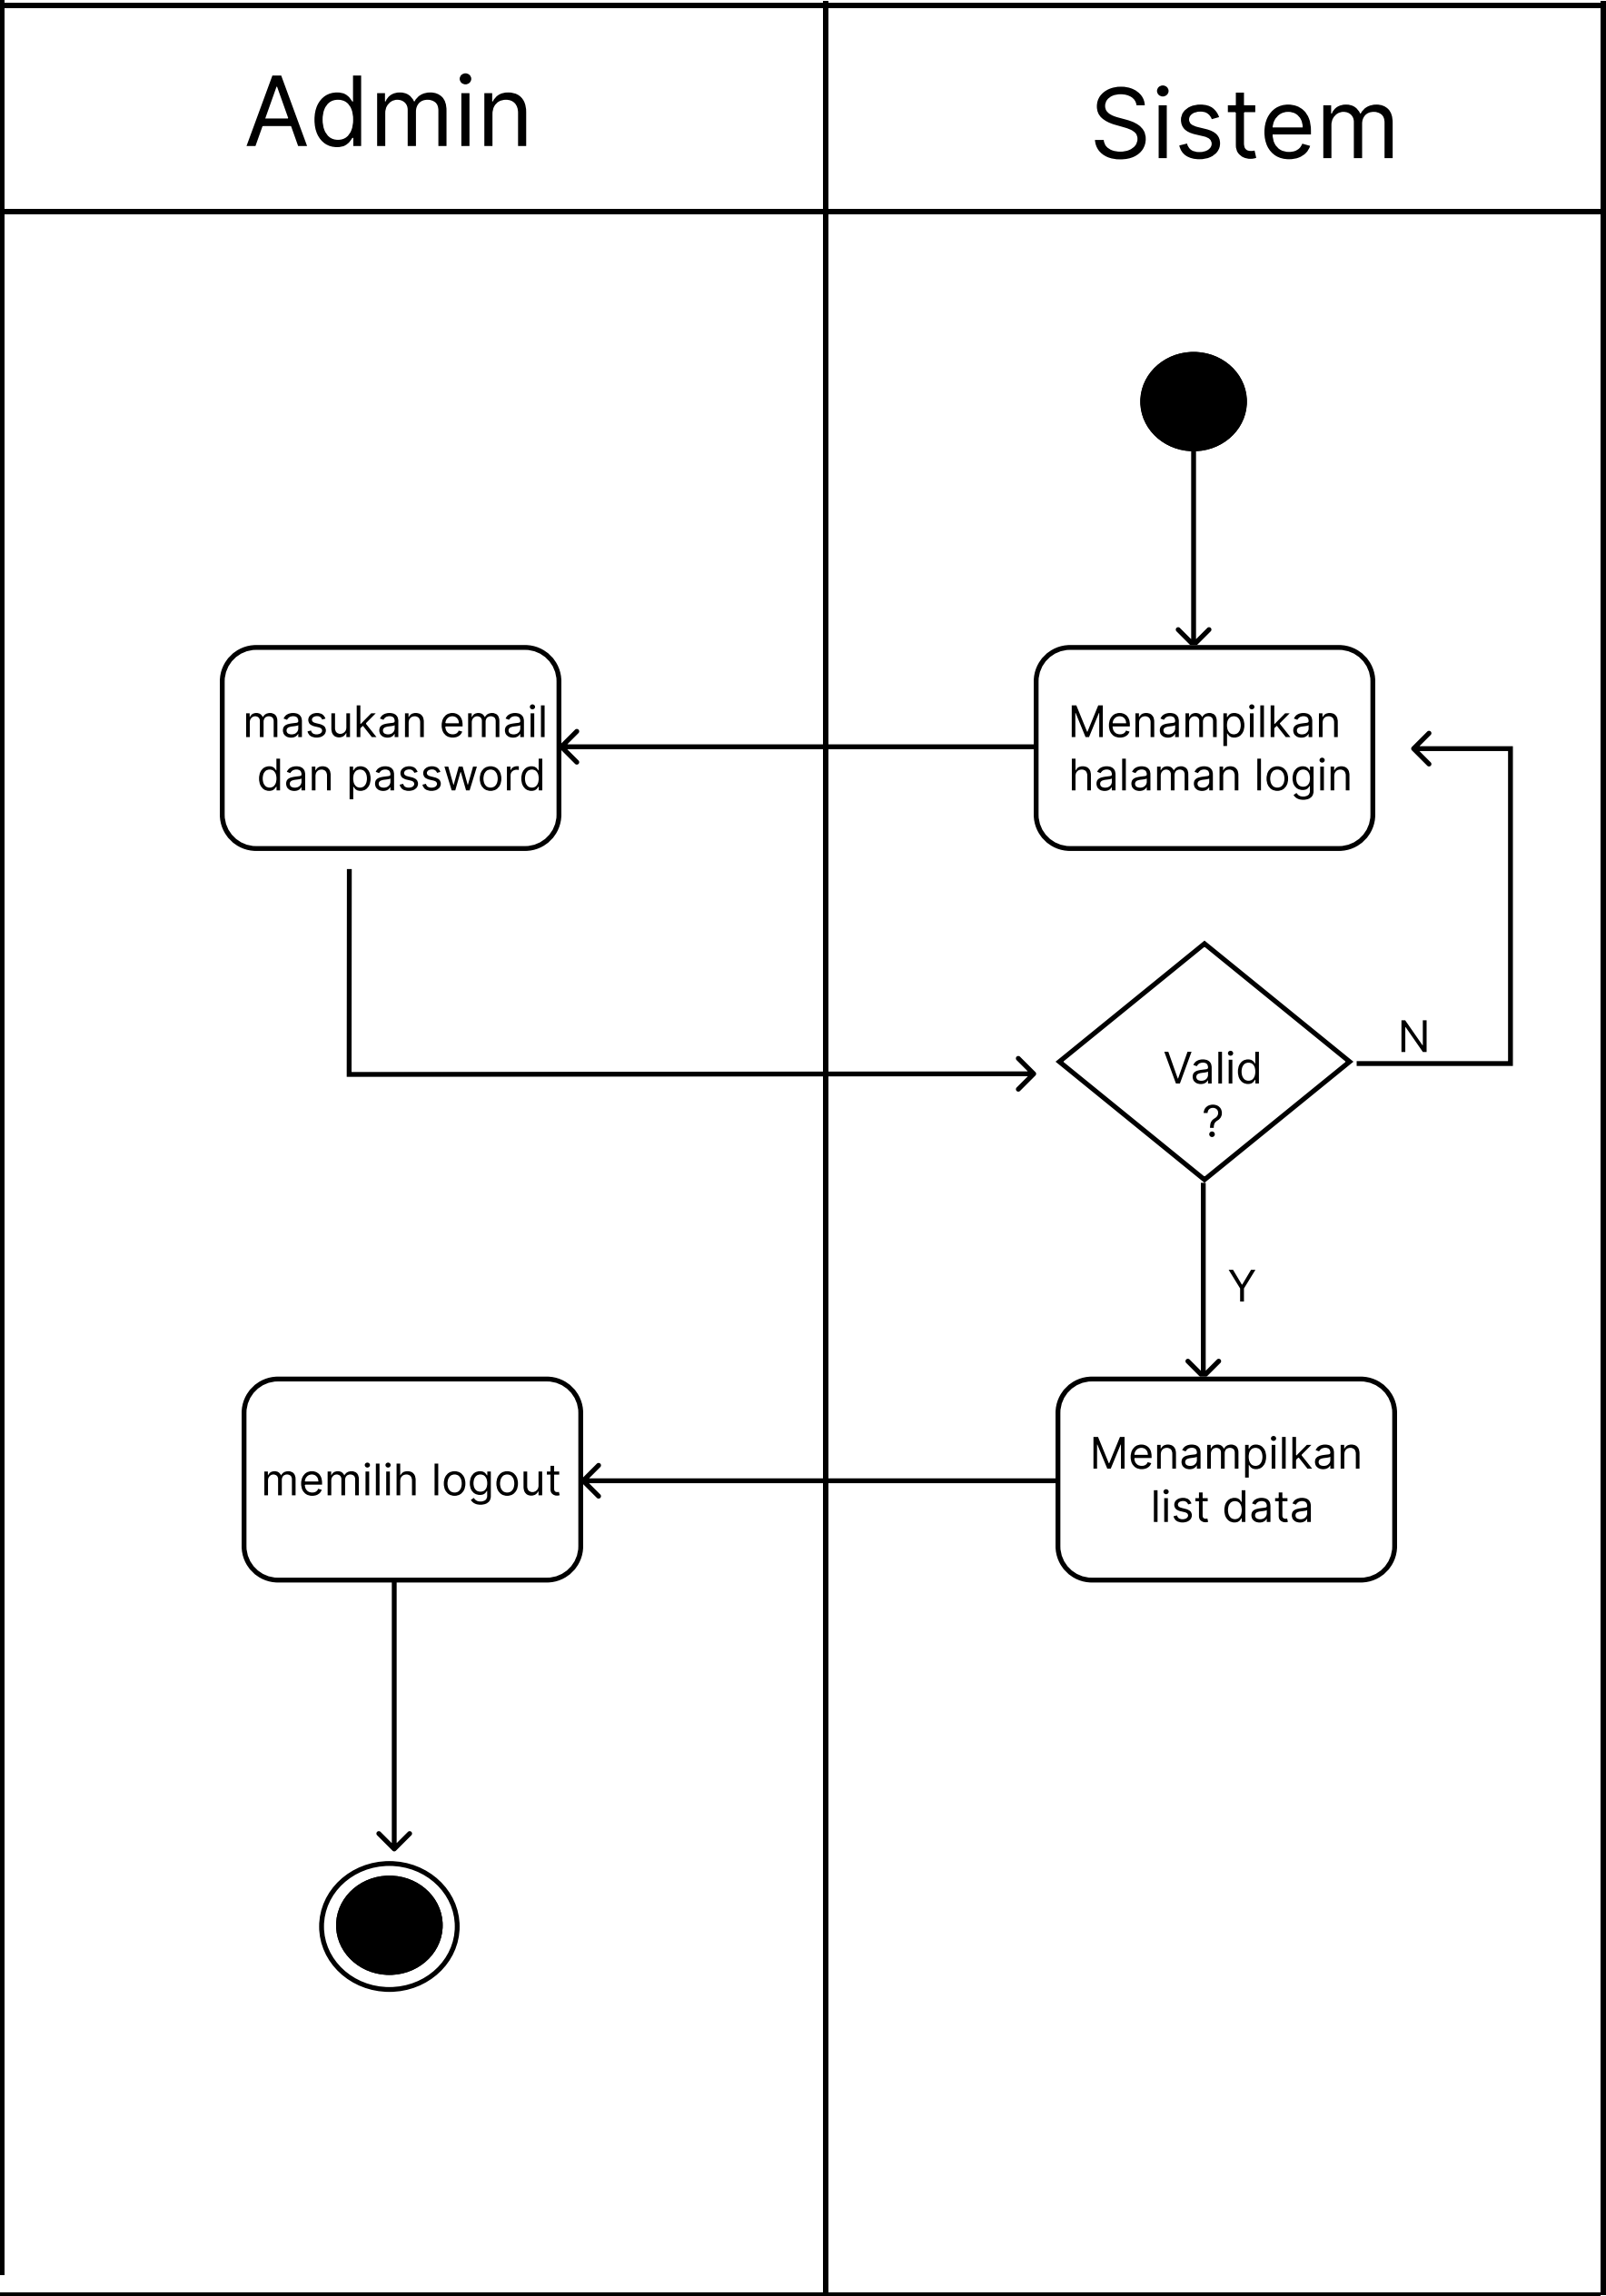 Admin
Sistem
masukan email
dan password
Menampilkan
halaman login
N
Valid
?
Y
memilih logout
Menampilkan
list data